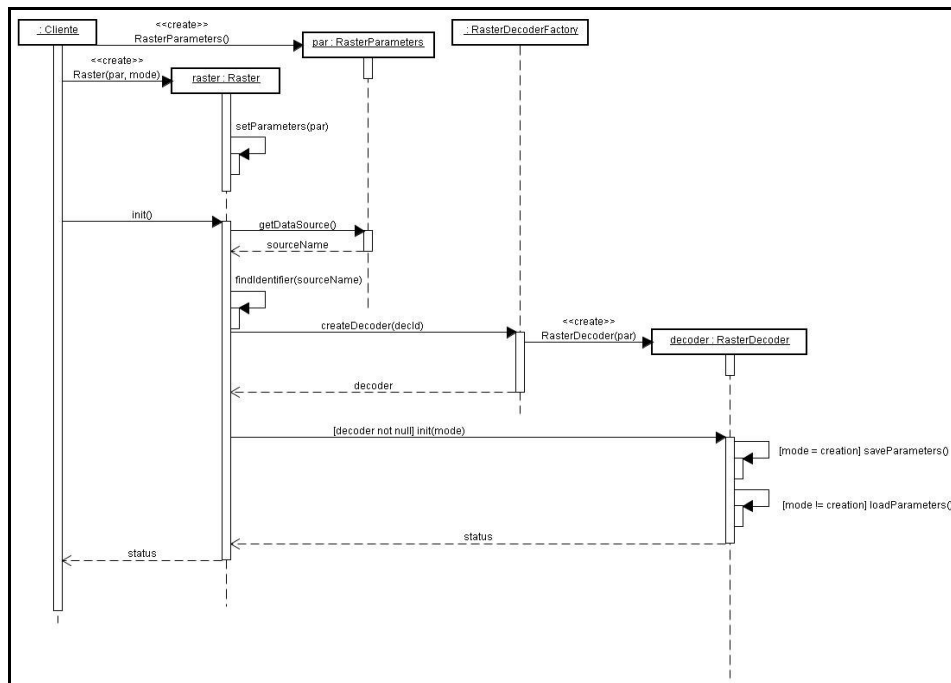 : Cliente
<<create>>
RasterParameters()
par : RasterParameters
: RasterDecoderFactory
<<create>>
Raster(par, mode)
raster : Raster
setParameters(par)
init()
getDataSource()
sourceName
findIdentifier(sourceName)
createDecoder(decId)
<<create>>
RasterDecoder(par)
decoder : RasterDecoder
decoder
[decoder not null] init(mode)
[mode = creation] saveParameters()
[mode != creation] loadParameters()
status
status